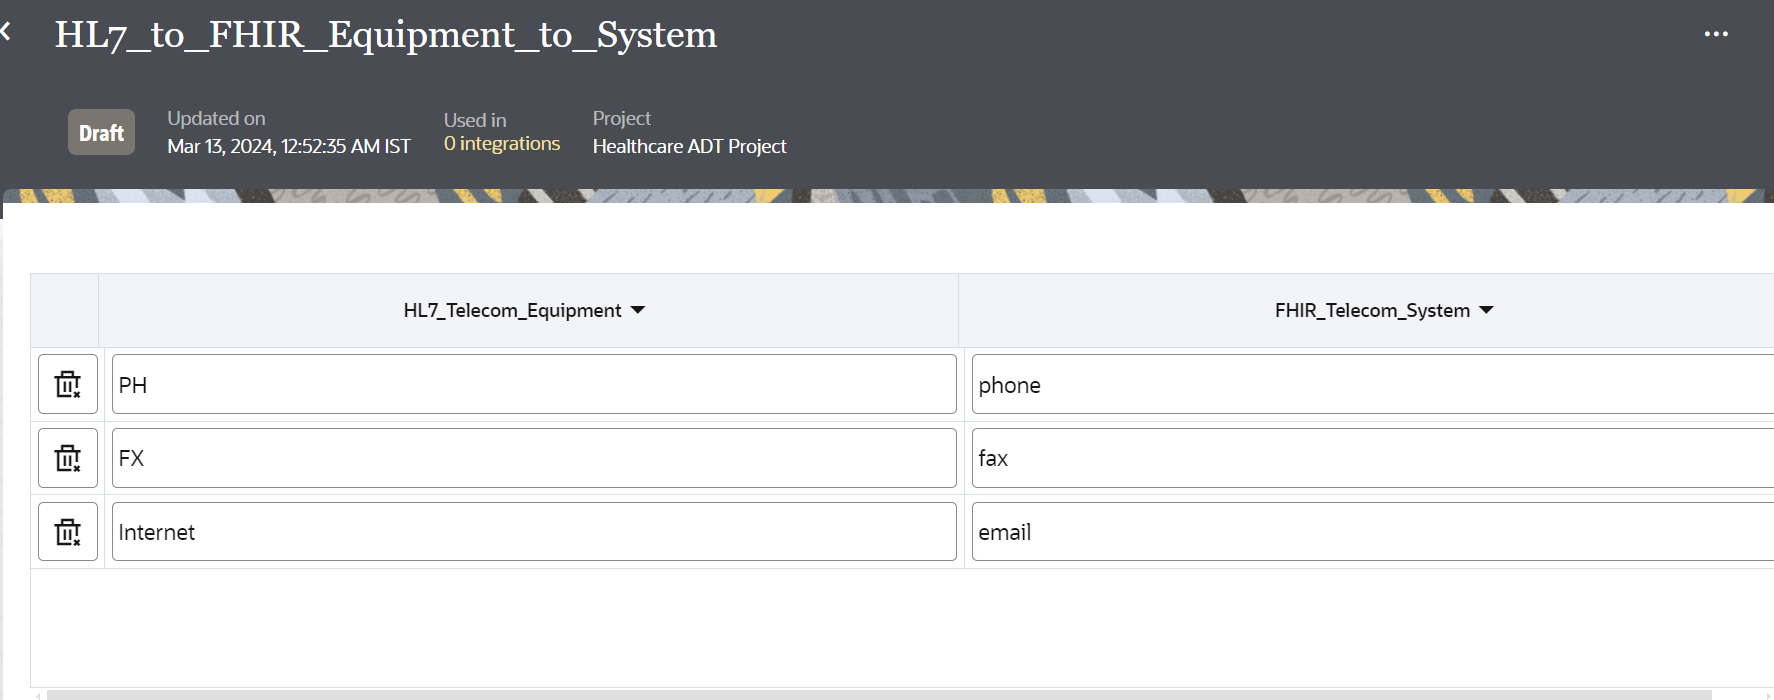 HL7_to_FHIR_Equipment_to_System
Draft
Updated on
Mar 13, 2024, 12:52:35 AM IST
Used in
0 integrations
Project
Healthcare ADT Project
HL7_Telecom_Equipment
FHIR_Telecom_System
PH
phone
FX
fax
Internet
email